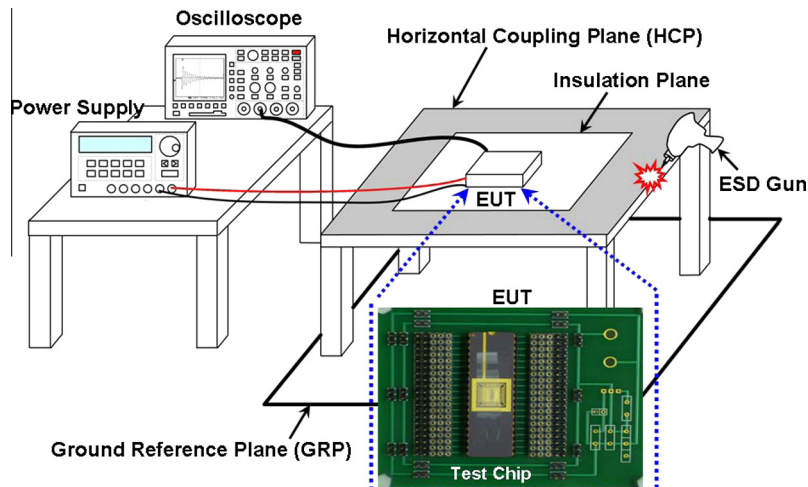 Oscilloscope
Horizontal Coupling Plane (HCP)
Insulation Plane
Power Supply
ESD Gun
EUT
EUT
Ground Reference Plane (GRP)
Test Chip